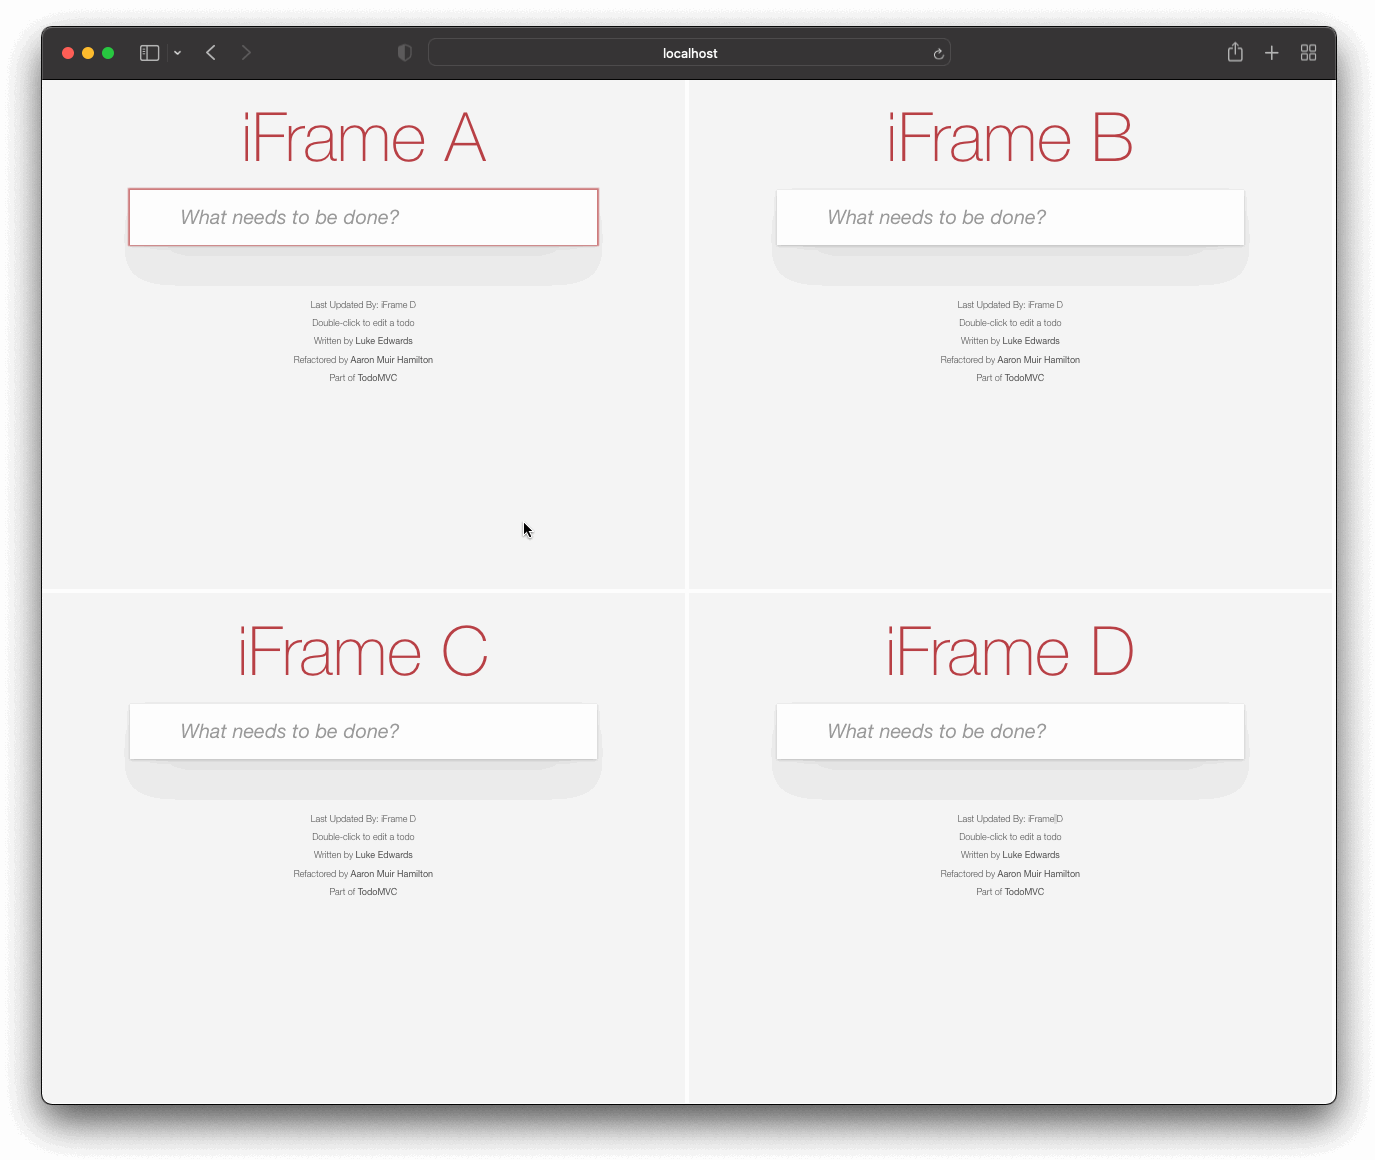 localhost
iFrame A
What needs to be done?
Last Updated By: iFrame D
Double-click to edit a todo
Written by Luke Edwards
Refactored by Aaron Muir Hamilton
Part of TodoMVC
iFrame B
What needs to be done?
Last Updated By: iFrame D
Double-click to edit a todo
Written by Luke Edwards
Refactored by Aaron Muir Hamilton
Part of TodoMVC
iFrame C
What needs to be done?
Last Updated By: iFrame D
Double-click to edit a todo
Written by Luke Edwards
Refactored by Aaron Muir Hamilton
Part of TodoMVC
iFrame D
What needs to be done?
Last Updated By: iFrame D
Double-click to edit a todo
Written by Luke Edwards
Refactored by Aaron Muir Hamilton
Part of TodoMVC